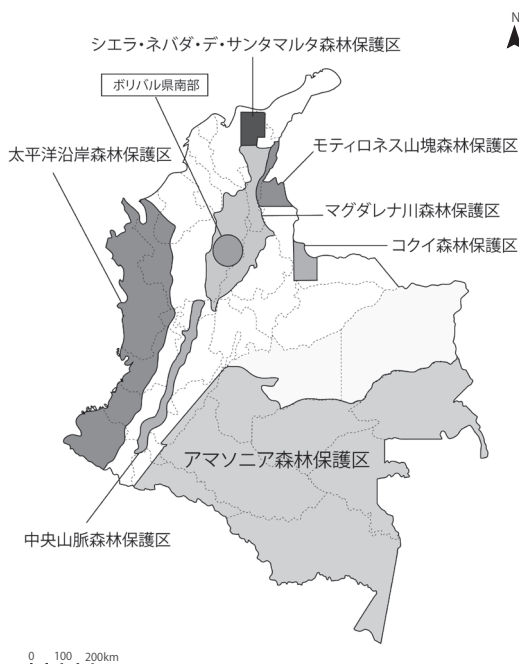 N
シエラ・ネバダ・デ・サンタマルタ森林保護区
ボリバル県南部
太平洋沿岸森林保護区
モティロネス山塊森林保護区
マグダレナ川森林保護区
コクイ森林保護区
アマソニア森林保護区
中央山脈森林保護区
0 100 200km